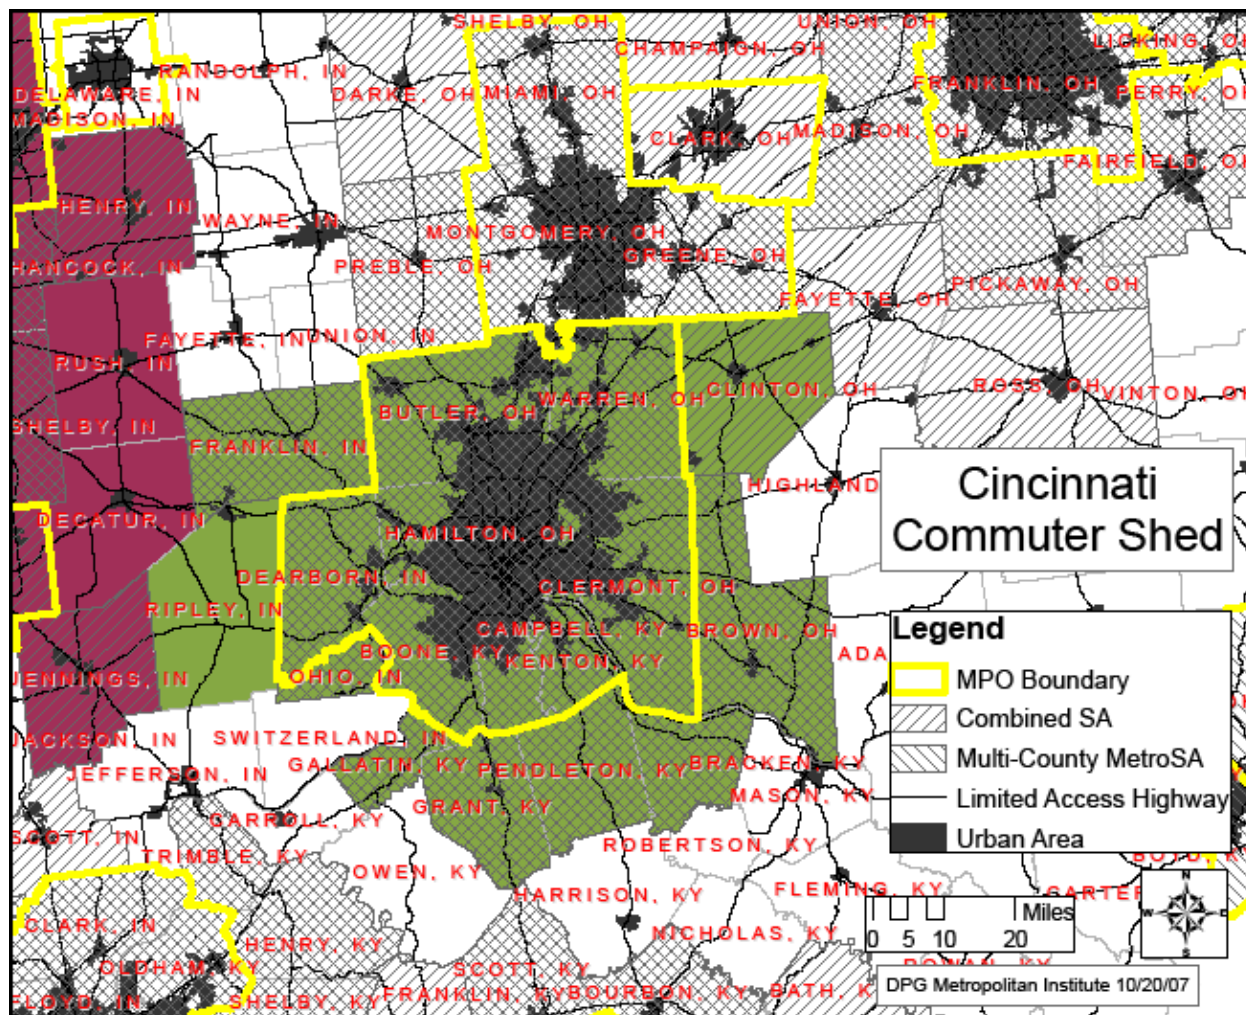 SHELBY, OH
UNION, OH
CHAMPAIGN, OH
LICKING, OH
RANDOLPH, IN
DELAWARE, IN
DARKE, OH
MIAMI, OH
FRANKLIN, OH
PERRY, OH
MADISON, IN
CLARK, OH
MADISON, OH
FAIRFIELD, OH
HENRY, IN
WAYNE, IN
MONTGOMERY, OH
GREENE, OH
HANCOCK, IN
PREBLE, OH
PICKAWAY, OH
FAYETTE, OH
FAYETTE, IN
UNION, IN
RUSH, IN
ROSS, OH
VINTON, OH
BUTLER, OH
WARREN, OH
CLINTON, OH
SHELBY, IN
FRANKLIN, IN
HIGHLAND
Cincinnati
Commuter Shed
DECATUR, IN
HAMILTON, OH
DEARBORN, IN
CLERMONT, OH
RIPLEY, IN
CAMPBELL, KY
BROWN, OH
BOONE, KY
KENTON, KY
ADA
JENNINGS, IN
OHIO, IN
Legend
MPO Boundary
Combined SA
Multi-County MetroSA
Limited Access Highway
Urban Area
JACKSON, IN
SWITZERLAND, IN
JEFFERSON, IN
GALLATIN, KY
PENDLETON, KY
BRACKEN, KY
MASON, KY
GRANT, KY
CARROLL, KY
SCOTT, IN
TRIMBLE, KY
ROBERTSON, KY
BOYD, K
OWEN, KY
HARRISON, KY
FLEMING, KY
CARTER
CLARK, IN
HENRY, KY
NICHOLAS, KY
Miles
0 5 10 20
N
W E
S
OLDHAM, KY
SCOTT, KY
ROWAN, KY
FLOYD, IN
SHELBY, KY
FRANKLIN, KY
BOURBON, KY
BATH, K
DPG Metropolitan Institute 10/20/07